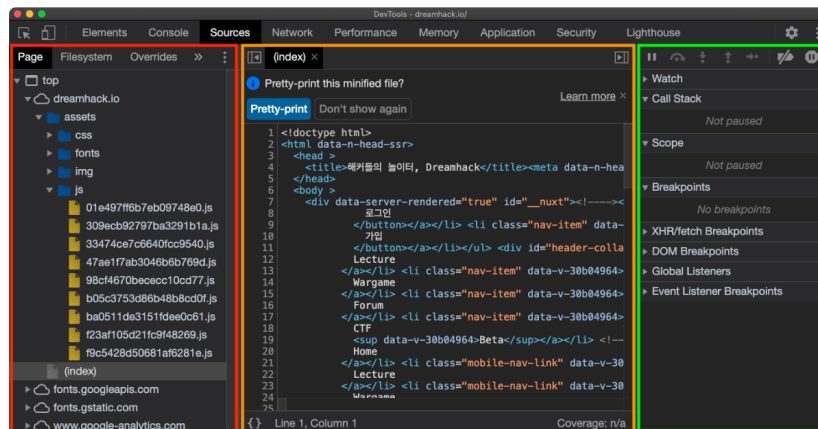 DevTools - dreamhack.io/
Elements Console Sources Network Performance Memory Application Security Lighthouse
Page Filesystem Overrides »
top
dreamhack.io
assets
css
fonts
img
js
01e497ff6b7eb09748e0.js
309ecb92797ba3291b1a.js
33474ce7c6640fcc9540.js
47ae1f7ab3046b6b769d.js
98cf4670bececc10cd77.js
b05c3753d86b48b8cd0f.js
ba0511de3151fdee0c61.js
f23af105d21fc9f48269.js
f9c5428d50681af6281e.js
(index)
fonts.googleapis.com
fonts.gstatic.com
www.google-analytics.com
(index) ×
Pretty-print this minified file?
Learn more ×
Pretty-print Don't show again
1 <!doctype html>
2 <html data-n-head-ssr>
3 <head >
4 <title>해커들의 놀이터, Dreamhack</title><meta data-n-hea
5 </head>
6 <body >
7 <div data-server-rendered="true" id="__nuxt"><!----><
8 로그인
9 </button></a></li> <li class="nav-item" data-
10 가입
11 </button></a></li></ul> <div id="header-colla
12 Lecture
13 </a></li> <li class="nav-item" data-v-30b04964>
14 Wargame
15 </a></li> <li class="nav-item" data-v-30b04964>
16 Forum
17 </a></li> <li class="nav-item" data-v-30b04964>
18 CTF
19 <sup data-v-30b04964>Beta</sup></a></li> <!--
20 Home
21 </a></li> <li class="mobile-nav-link" data-v-30
22 Lecture
23 </a></li> <li class="mobile-nav-link" data-v-30
24 Wargame
25
{} Line 1, Column 1 Coverage: n/a
Watch
Call Stack
Not paused
Scope
Not paused
Breakpoints
No breakpoints
XHR/fetch Breakpoints
DOM Breakpoints
Global Listeners
Event Listener Breakpoints